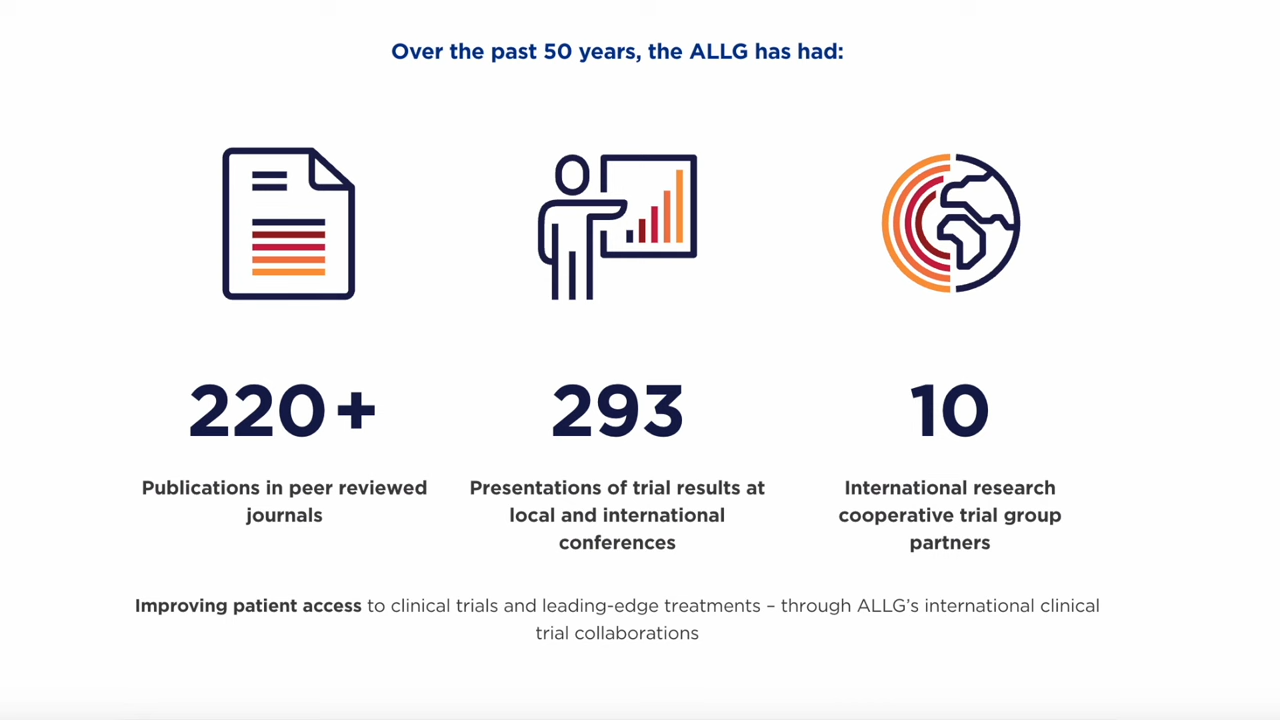 Over the past 50 years, the ALLG has had:
220+
293
10
Publications in peer reviewed
journals
Presentations of trial results at
local and international
conferences
International research
cooperative trial group
partners
Improving patient access to clinical trials and leading-edge treatments – through ALLG’s international clinical
trial collaborations